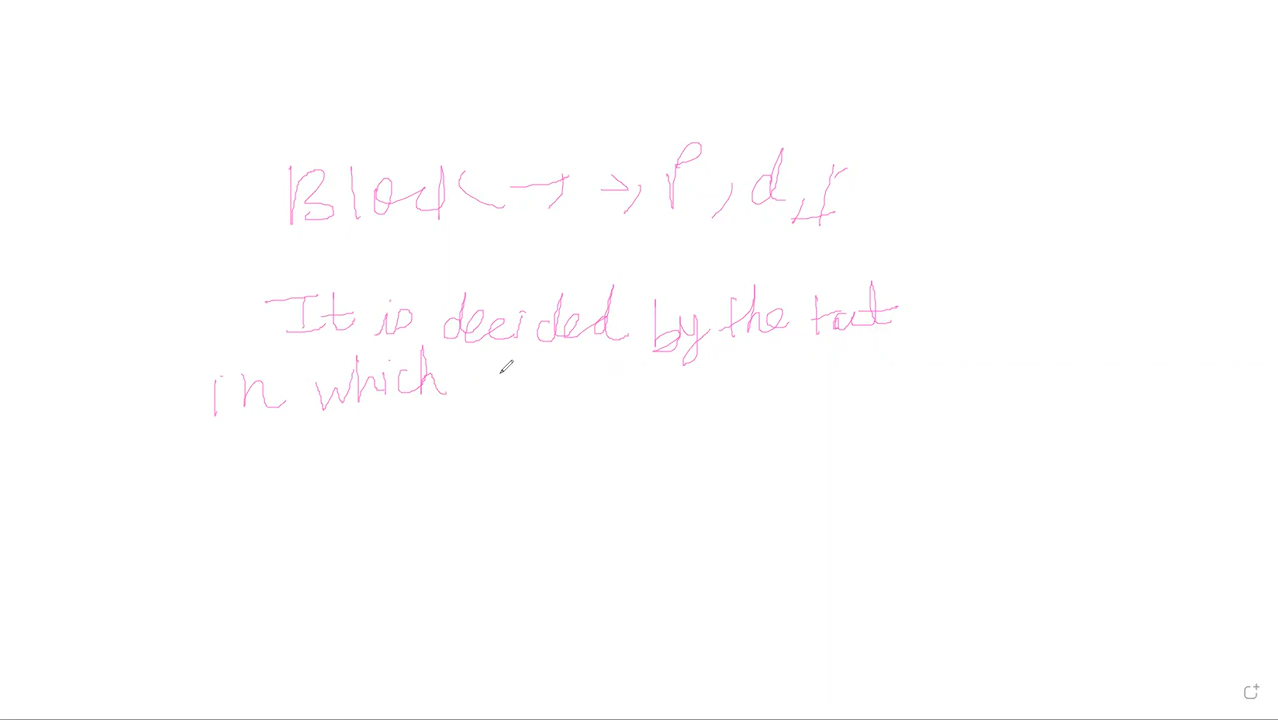 Block → s, p, d, f
It is decided by the fact
in which